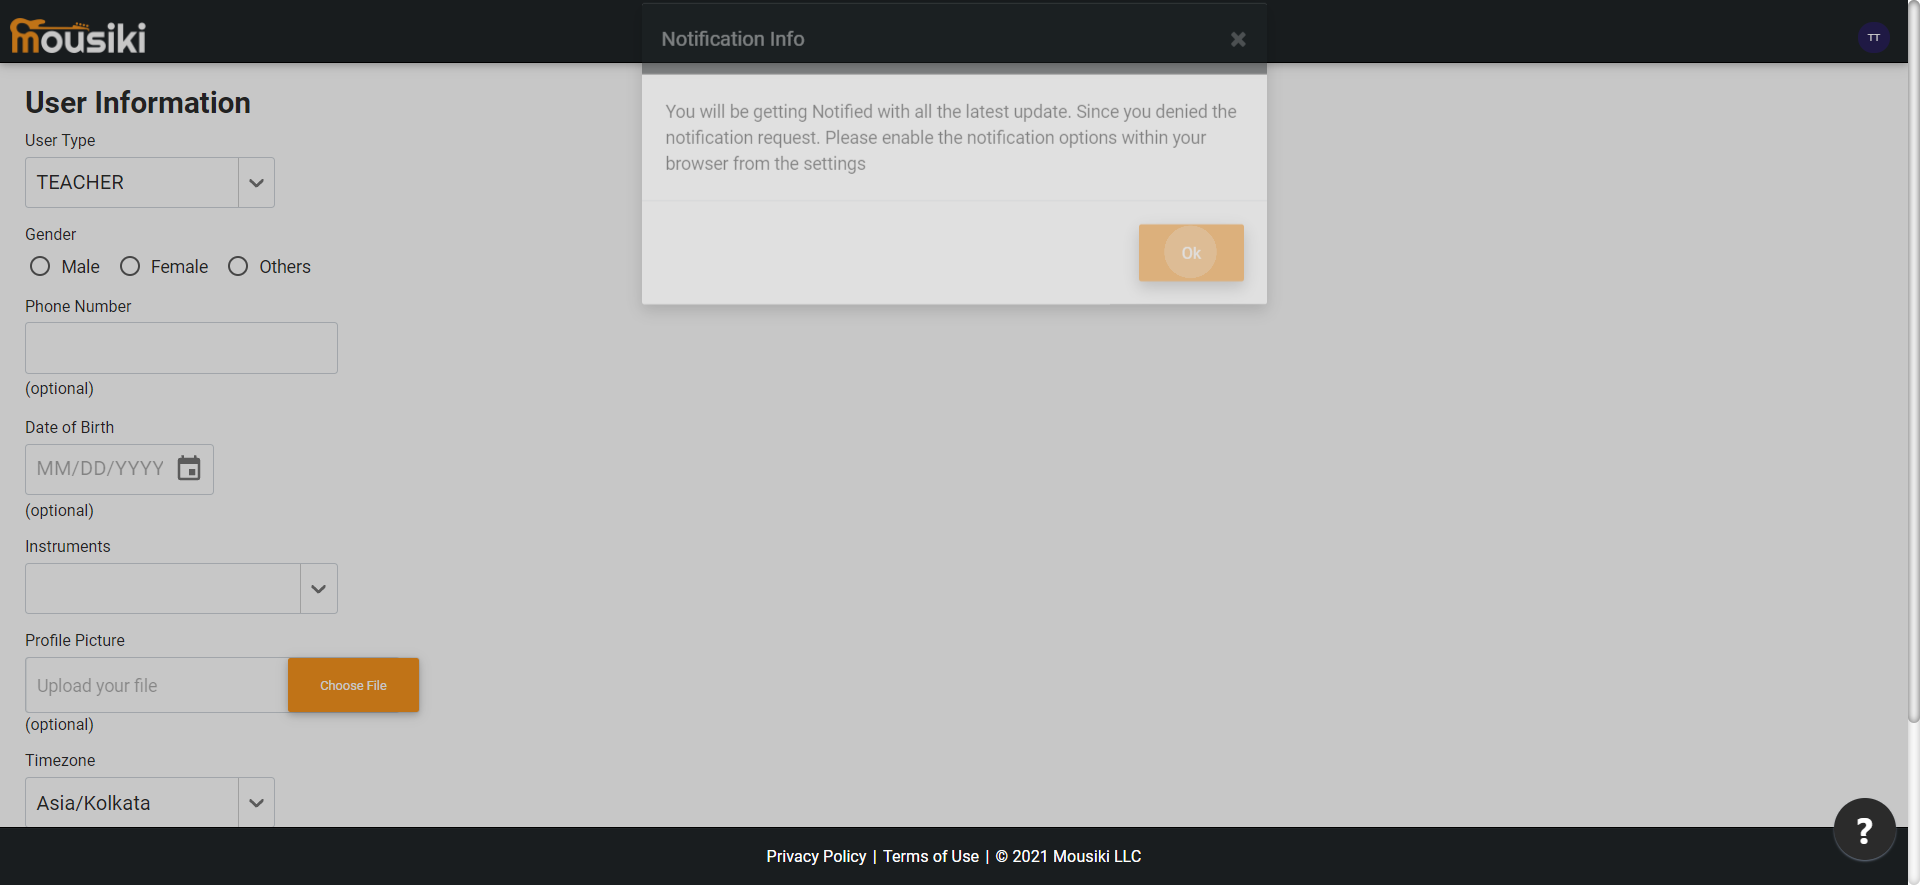 mousiki
Notification Info
TT
You will be getting Notified with all the latest update. Since you denied the
notification request. Please enable the notification options within your
browser from the settings
Ok
User Information
User Type
TEACHER
Gender
Male Female Others
Phone Number
(optional)
Date of Birth
MM/DD/YYYY
(optional)
Instruments
Profile Picture
Upload your file
Choose File
(optional)
Timezone
Asia/Kolkata
?
Privacy Policy | Terms of Use | © 2021 Mousiki LLC